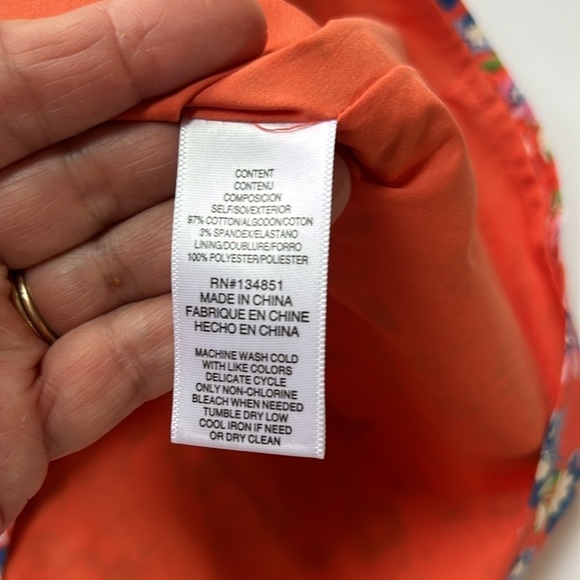 CONTENT
CONTENU
COMPOSICION
SELF/SOI/EXTERIOR
97% COTTON/ALGODON/COTON
3% SPANDEX/ELASTANO
LINING/DOUBLURE/FORRO
100% POLYESTER/POLIESTER
RN#134851
MADE IN CHINA
FABRIQUE EN CHINE
HECHO EN CHINA
MACHINE WASH COLD
WITH LIKE COLORS
DELICATE CYCLE
ONLY NON-CHLORINE
BLEACH WHEN NEEDED
TUMBLE DRY LOW
COOL IRON IF NEED
OR DRY CLEAN